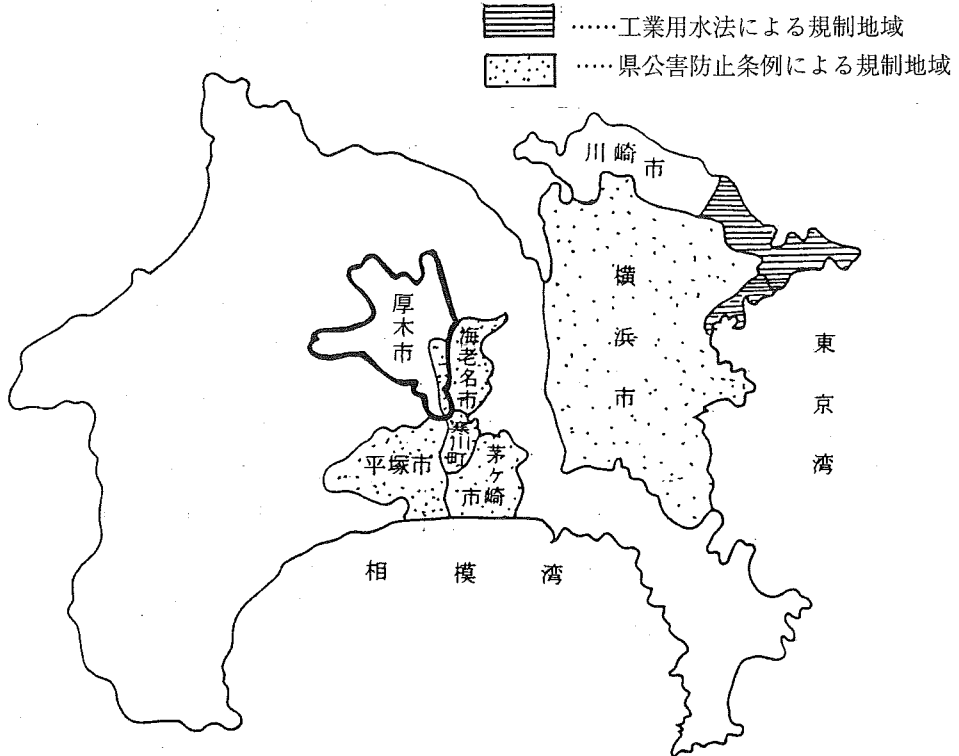 ……工業用水法による規制地域
……県公害防止条例による規制地域
川崎市
横浜市
厚木市
海老名市
寒川町
平塚市
茅ヶ崎市
東京湾
相模湾